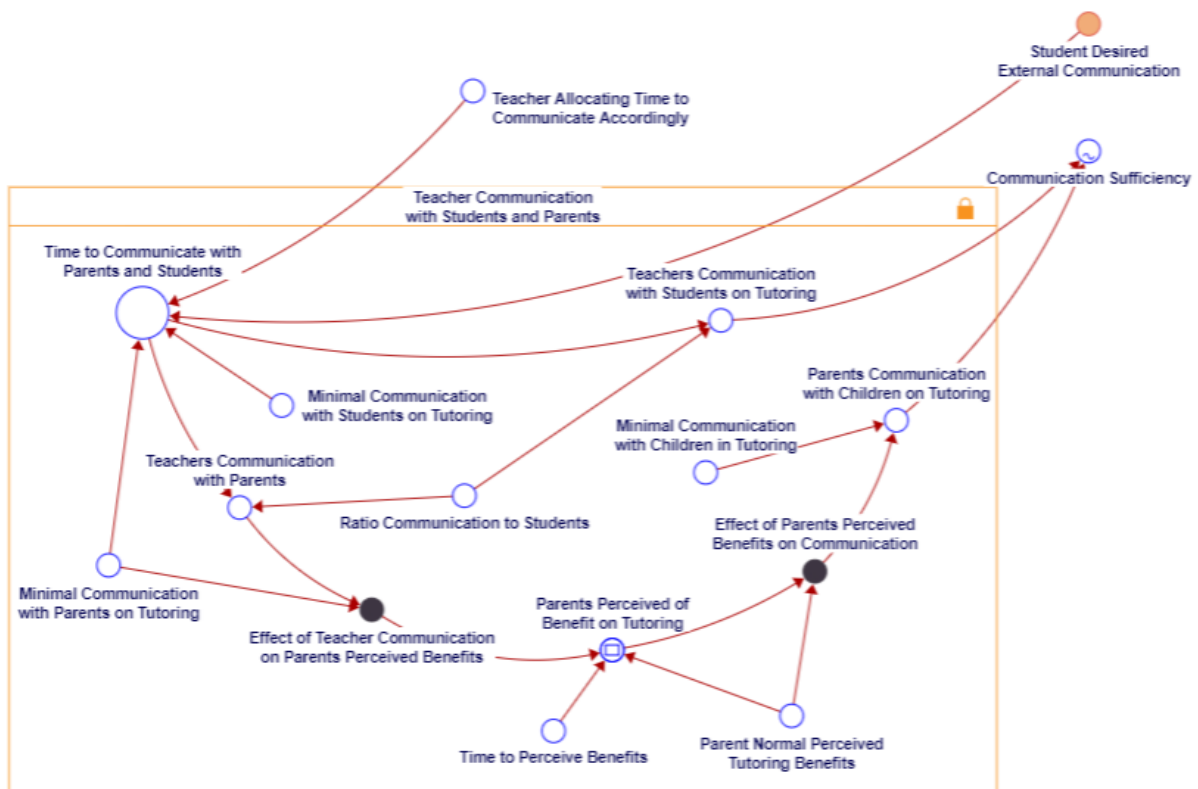 Student Desired
External Communication
Teacher Allocating Time to
Communicate Accordingly
Communication Sufficiency
Teacher Communication
with Students and Parents
Time to Communicate with
Parents and Students
Teachers Communication
with Students on Tutoring
Parents Communication
with Children on Tutoring
Minimal Communication
with Students on Tutoring
Minimal Communication
with Children in Tutoring
Teachers Communication
with Parents
Ratio Communication to Students
Effect of Parents Perceived
Benefits on Communication
Minimal Communication
with Parents on Tutoring
Parents Perceived of
Benefit on Tutoring
Effect of Teacher Communication
on Parents Perceived Benefits
Time to Perceive Benefits
Parent Normal Perceived
Tutoring Benefits